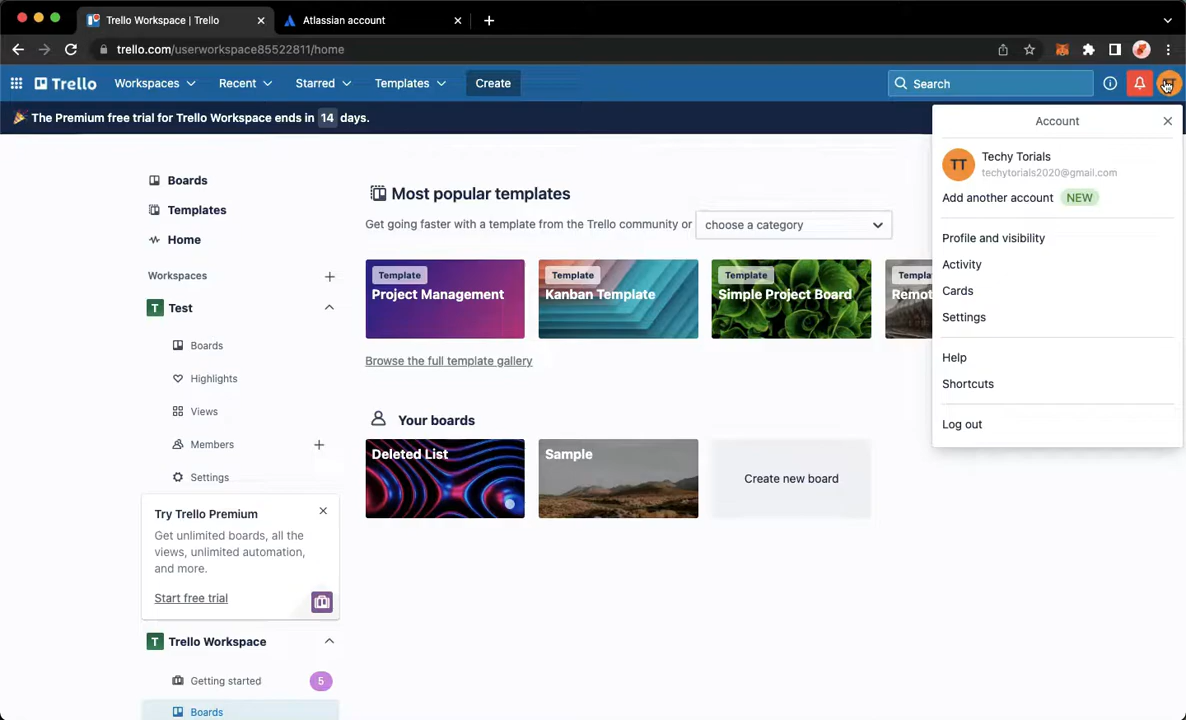 Trello Workspace | Trello
Atlassian account
trello.com/userworkspace85522811/home
Trello
Workspaces
Recent
Starred
Templates
Create
Search
The Premium free trial for Trello Workspace ends in 14 days.
Account
TT
Techy Torials
techytorials2020@gmail.com
Add another account NEW
Profile and visibility
Activity
Cards
Settings
Help
Shortcuts
Log out
Boards
Templates
Home
Workspaces
T Test
Boards
Highlights
Views
Members
Settings
Try Trello Premium
Get unlimited boards, all the
views, unlimited automation,
and more.
Start free trial
T Trello Workspace
Getting started 5
Boards
Most popular templates
Get going faster with a template from the Trello community or
choose a category
Template
Project Management
Template
Kanban Template
Template
Simple Project Board
Browse the full template gallery
Your boards
Deleted List
Sample
Create new board